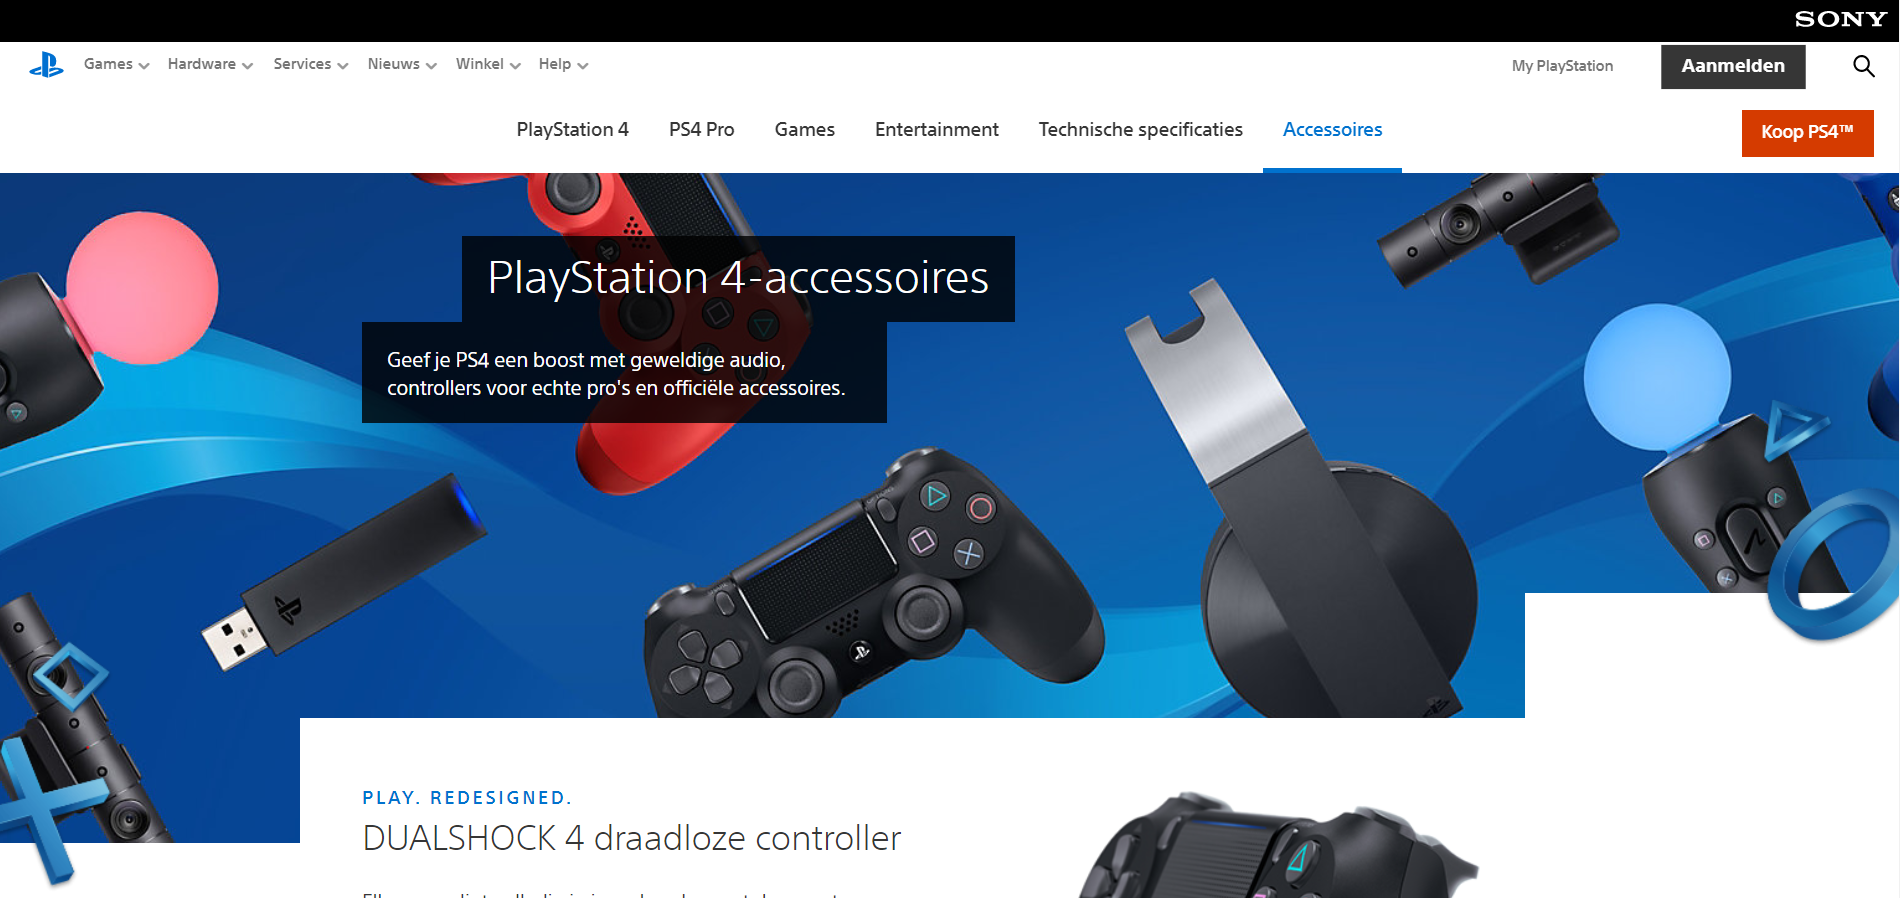 SONY
Games
Hardware
Services
Nieuws
Winkel
Help
My PlayStation
Aanmelden
PlayStation 4
PS4 Pro
Games
Entertainment
Technische specificaties
Accessoires
Koop PS4™
PlayStation 4-accessoires
Geef je PS4 een boost met geweldige audio,
controllers voor echte pro's en officiële accessoires.
PLAY. REDESIGNED.
DUALSHOCK 4 draadloze controller